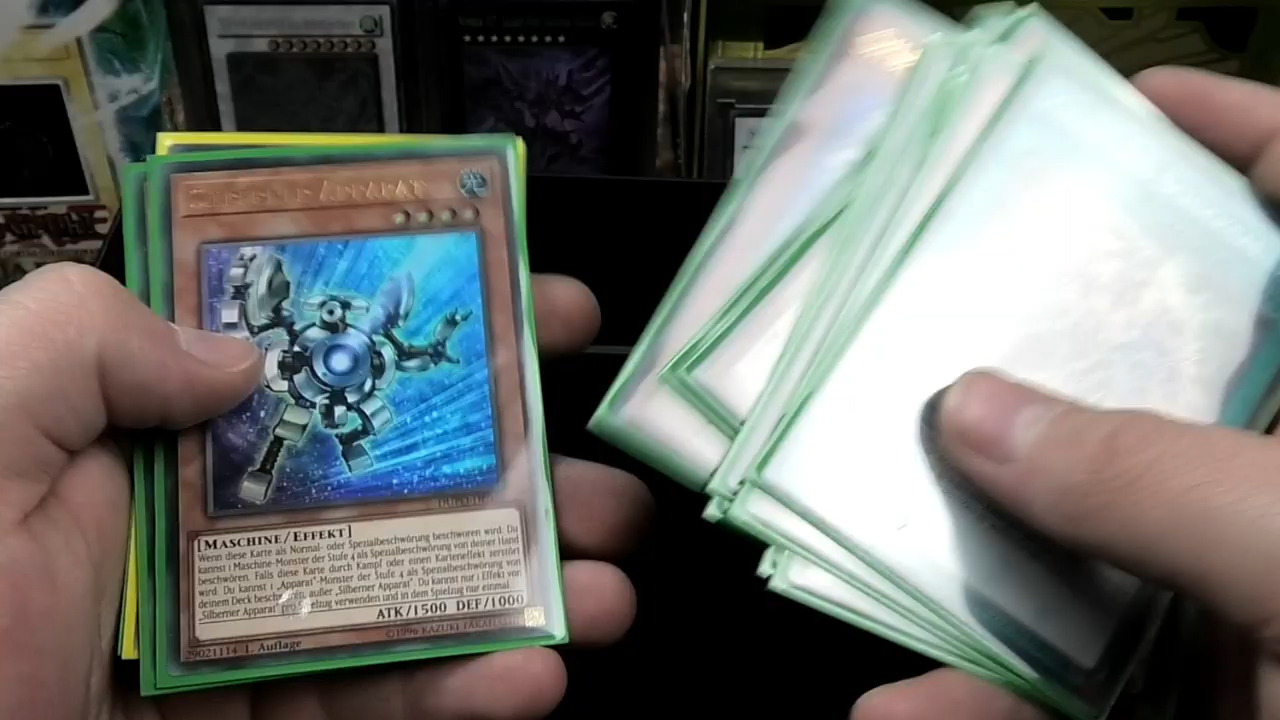 SILBERNER APPARAT
[MASCHINE/EFFEKT]
Wenn diese Karte als Normal- oder Spezialbeschwörung beschworen wird: Du
kannst 1 Maschine-Monster der Stufe 4 als Spezialbeschwörung von deiner Hand
beschwören. Falls diese Karte durch Kampf oder einen Karteneffekt zerstört
wird: Du kannst 1 „Apparat"-Monster der Stufe 4 als Spezialbeschwörung von
deinem Deck beschwören, außer „Silberner Apparat". Du kannst nur 1 Effekt von
„Silberner Apparat" pro Spielzug verwenden und in dem Spielzug nur einmal.
ATK/1500 DEF/1000
29021114 1. Auflage
©1996 KAZUKI TAKAHASHI